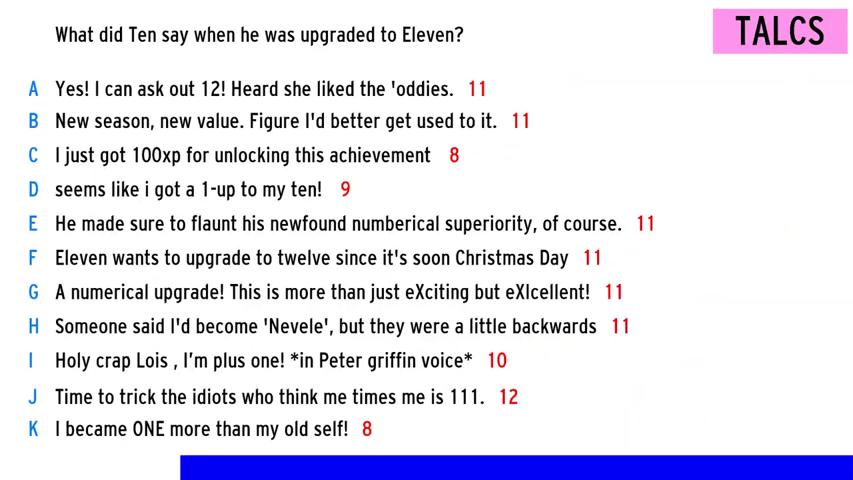 What did Ten say when he was upgraded to Eleven?
TALCS
A Yes! I can ask out 12! Heard she liked the 'oddies. 11
B New season, new value. Figure I'd better get used to it. 11
C I just got 100xp for unlocking this achievement 8
D seems like i got a 1-up to my ten! 9
E He made sure to flaunt his newfound numberical superiority, of course. 11
F Eleven wants to upgrade to twelve since it's soon Christmas Day 11
G A numerical upgrade! This is more than just eXciting but eXIcellent! 11
H Someone said I'd become 'Nevele', but they were a little backwards 11
I Holy crap Lois , I'm plus one! *in Peter griffin voice* 10
J Time to trick the idiots who think me times me is 111. 12
K I became ONE more than my old self! 8